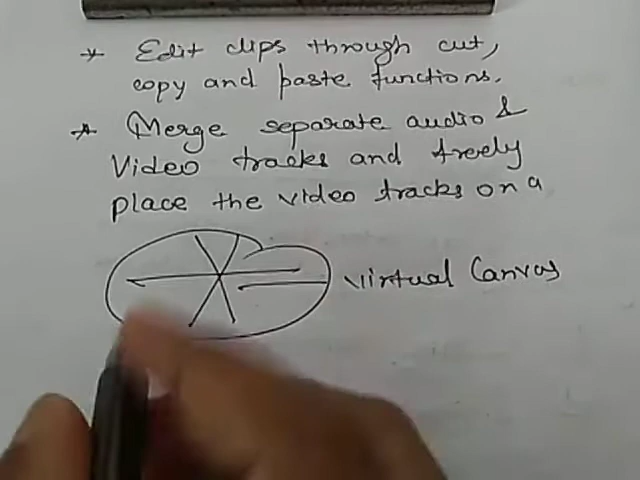 * Edit clips through cut,
copy and paste functions.
* Merge separate audio &
Video tracks and freely
place the video tracks on a
virtual Canvas